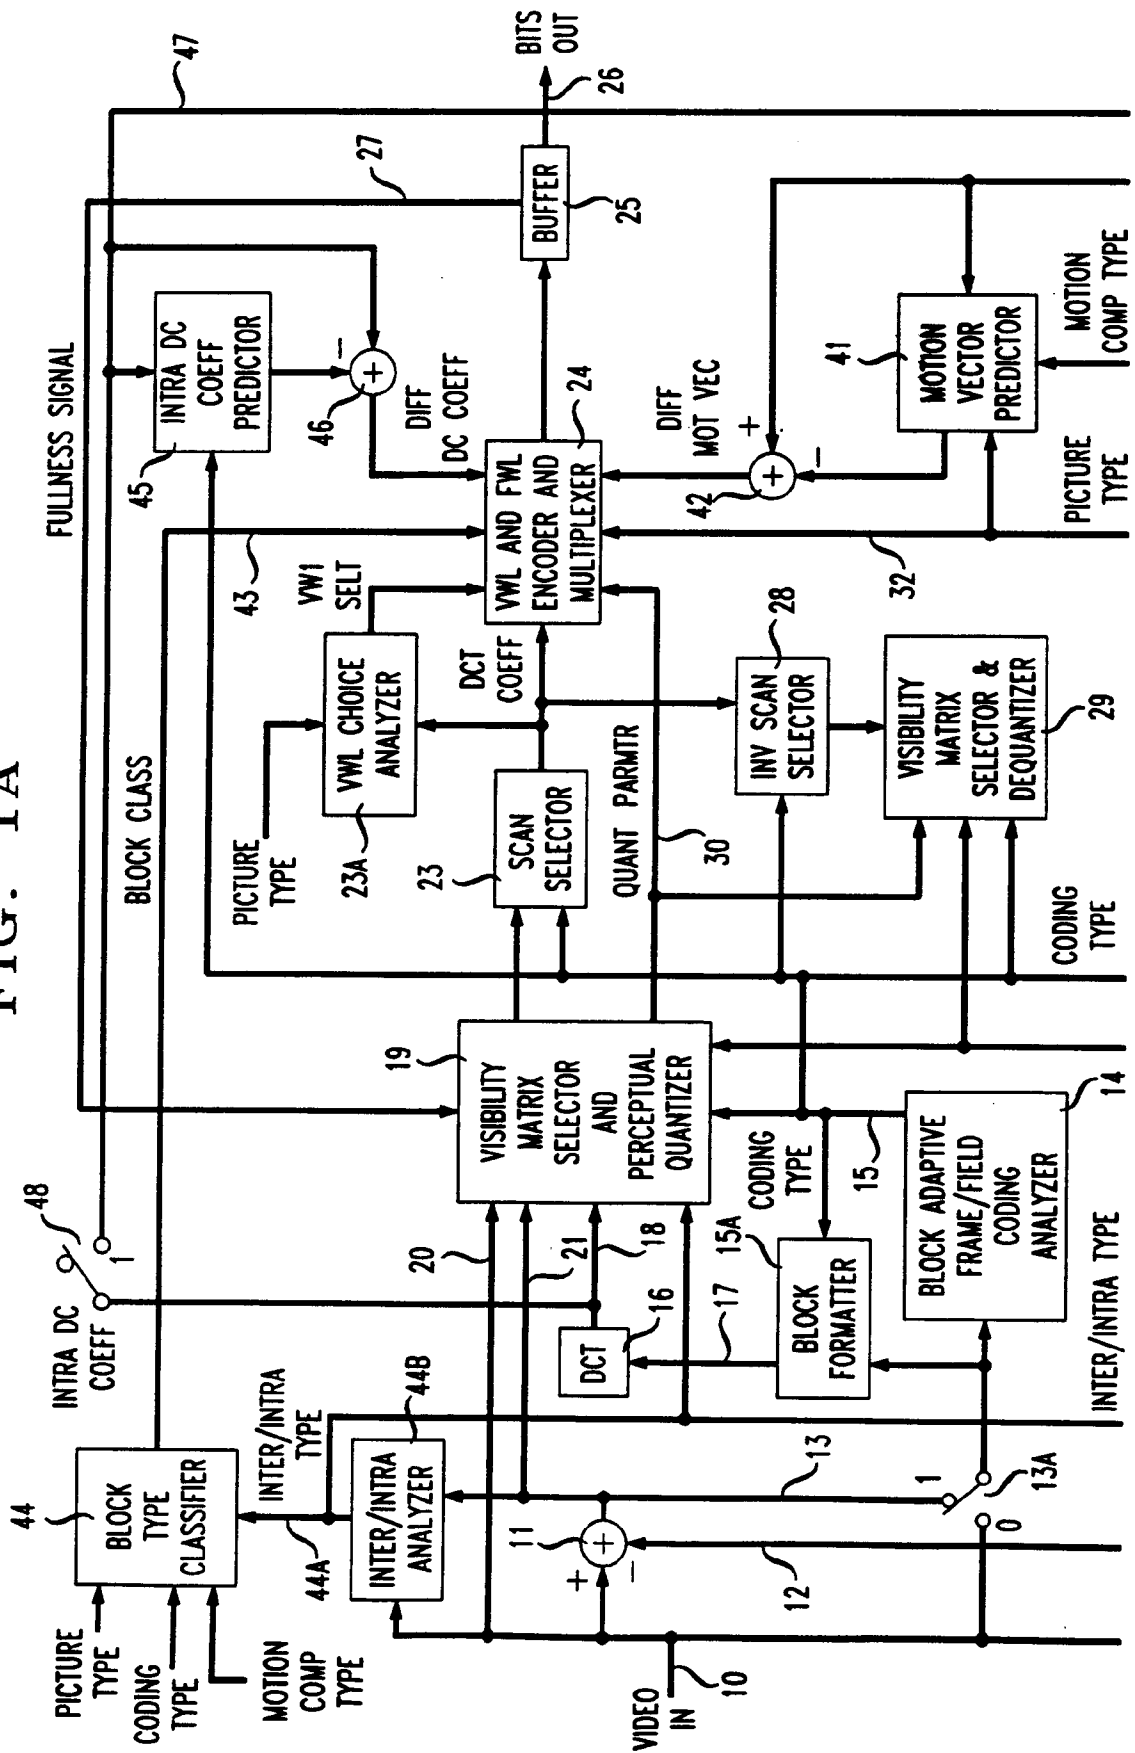 FIG. 1A
PICTURE
TYPE
CODING
TYPE
MOTION
COMP
TYPE
44
BLOCK
TYPE
CLASSIFIER
44A
INTER/INTRA
TYPE
INTER/INTRA
ANALYZER
44B
INTRA DC
COEFF
48
1
BLOCK CLASS
FULLNESS SIGNAL
VIDEO
IN
10
11
+
+
−
12
13
0
1
13A
INTER/INTRA TYPE
20
21
18
DCT
16
17
15A
BLOCK
FORMATTER
CODING
TYPE
15
BLOCK ADAPTIVE
FRAME/FIELD
CODING
ANALYZER
14
19
VISIBILITY
MATRIX
SELECTOR
AND
PERCEPTUAL
QUANTIZER
PICTURE
TYPE
23A
VWL CHOICE
ANALYZER
VW1
SELT
43
23
SCAN
SELECTOR
DCT
COEFF
QUANT PARMTR
30
INV SCAN
SELECTOR
28
VISIBILITY
MATRIX
SELECTOR &
DEQUANTIZER
29
CODING
TYPE
45
INTRA DC
COEFF
PREDICTOR
46
+
−
DIFF
DC COEFF
VWL AND FWL
ENCODER AND
MULTIPLEXER
24
DIFF
MOT VEC
42
+
+
−
32
41
MOTION
VECTOR
PREDICTOR
PICTURE
TYPE
MOTION
COMP TYPE
BUFFER
25
27
26
BITS
OUT
47